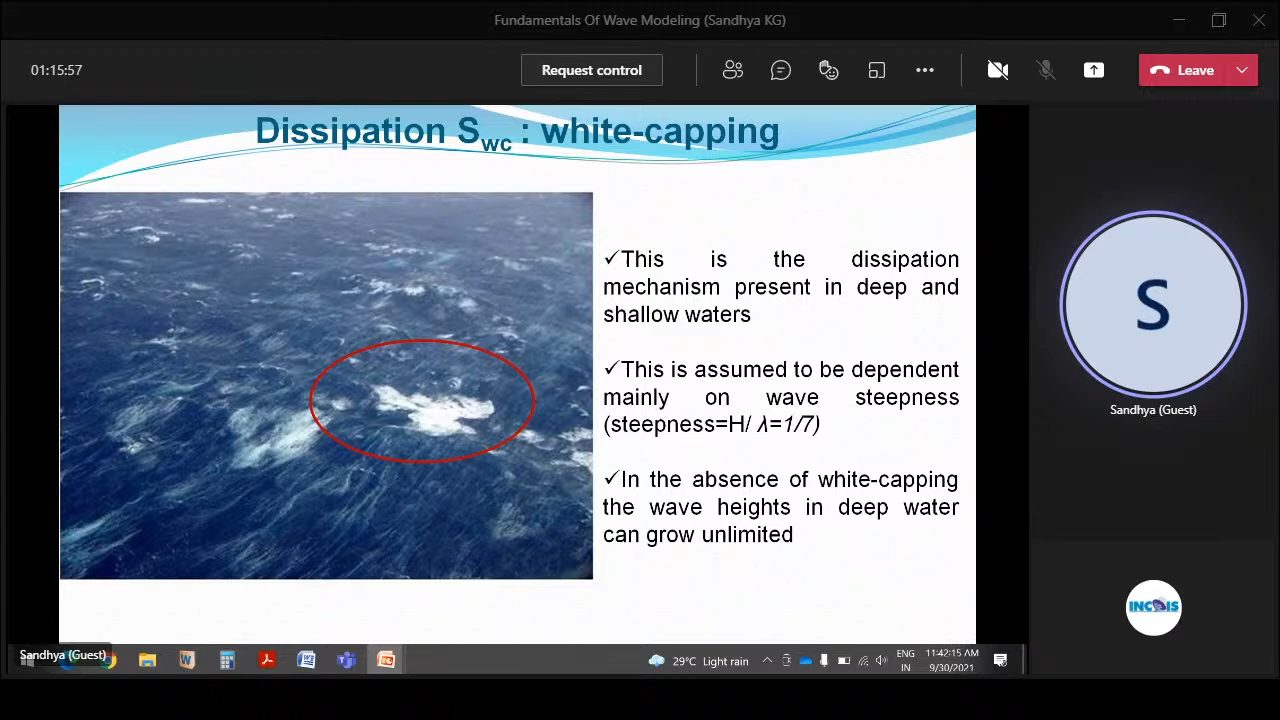 Fundamentals Of Wave Modeling (Sandhya KG)
01:15:57
Request control
Leave
Dissipation Swc : white-capping
✓This is the dissipation
mechanism present in deep and
shallow waters
✓This is assumed to be dependent
mainly on wave steepness
(steepness=H/ λ=1/7)
✓In the absence of white-capping
the wave heights in deep water
can grow unlimited
S
Sandhya (Guest)
INCOIS
Sandhya (Guest)
29°C Light rain
ENG
IN
11:42:15 AM
9/30/2021